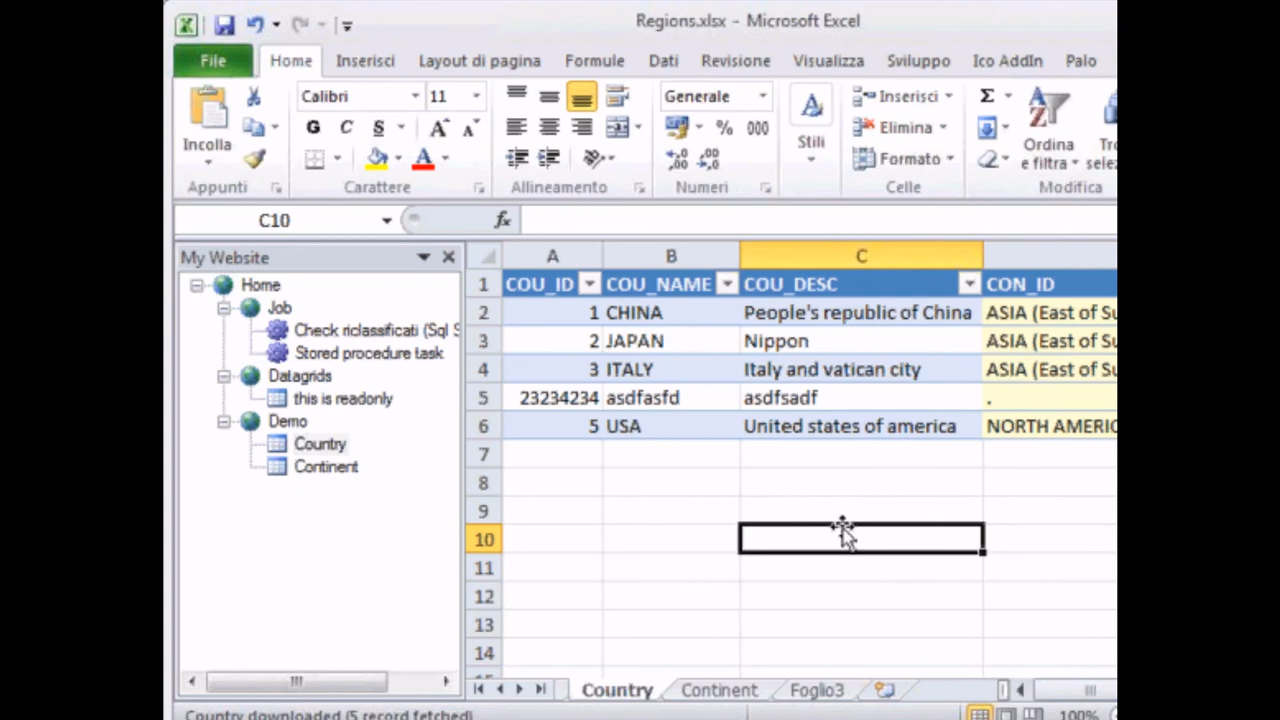 Regions.xlsx - Microsoft Excel
File Home Inserisci Layout di pagina Formule Dati Revisione Visualizza Sviluppo Ico AddIn Palo
Calibri 11 Generale Inserisci Σ
G C S A A A % 000 Elimina
Incolla Stili Formato Ordina e filtra
Appunti Carattere Allineamento Numeri Celle Modifica
C10 fx
My Website
Home
Job
Check riclassificati (Sql S
Stored procedure task
Datagrids
this is readonly
Demo
Country
Continent
A B C
1 COU_ID COU_NAME COU_DESC CON_ID
2 1 CHINA People's republic of China ASIA (East of Su
3 2 JAPAN Nippon ASIA (East of Su
4 3 ITALY Italy and vatican city ASIA (East of Su
5 23234234 asdfasfd asdfsadf .
6 5 USA United states of america NORTH AMERIC
7
8
9
10
11
12
13
14
Country Continent Foglio3
Country downloaded (5 record fetched) 100%